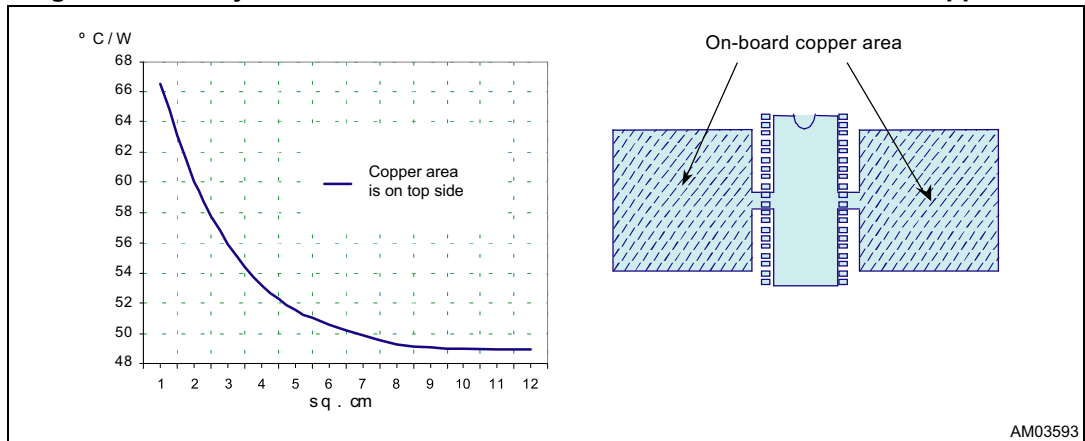 º C / W
68
66
64
62
60
58
56
54
52
50
48
1 2 3 4 5 6 7 8 9 10 11 12
sq . cm
Copper area
is on top side
On-board copper area
AM03593